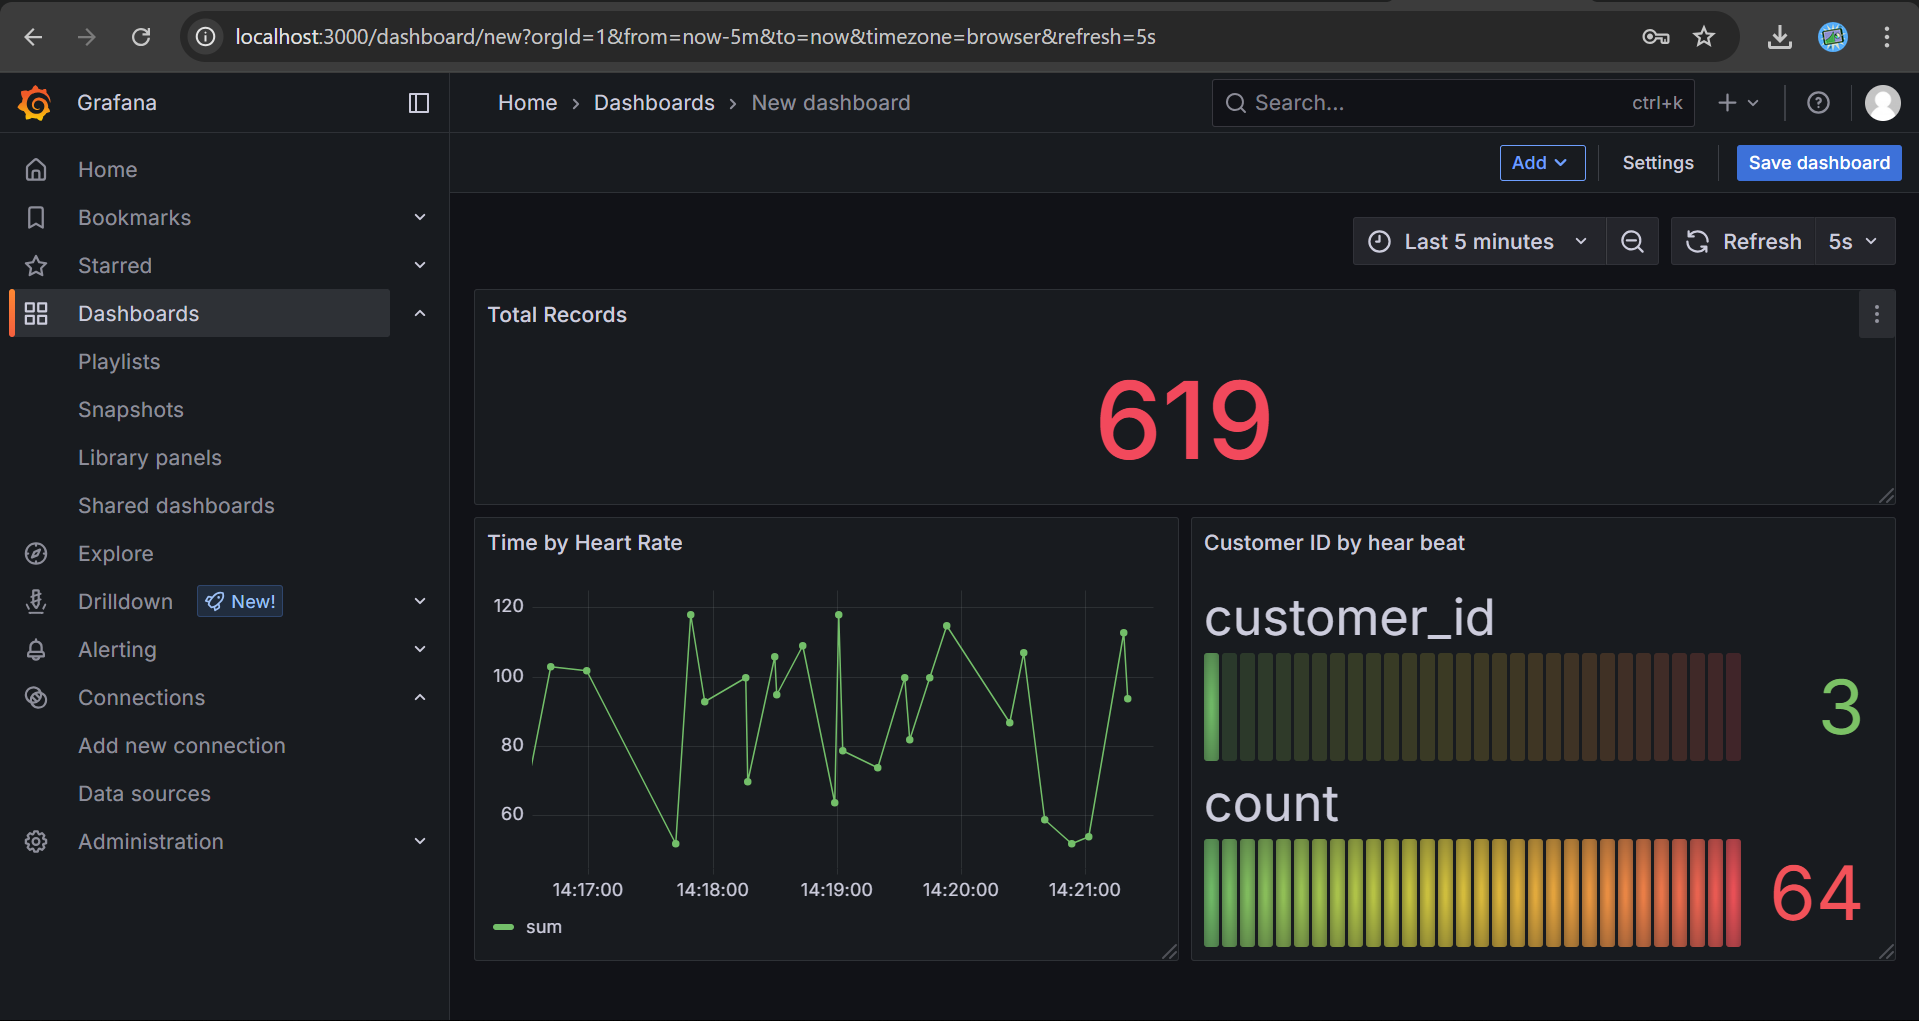 localhost:3000/dashboard/new?orgId=1&from=now-5m&to=now&timezone=browser&refresh=5s
Grafana
Home › Dashboards › New dashboard
Search... ctrl+k
Add
Settings
Save dashboard
Home
Bookmarks
Starred
Dashboards
Playlists
Snapshots
Library panels
Shared dashboards
Explore
Drilldown New!
Alerting
Connections
Add new connection
Data sources
Administration
Last 5 minutes
Refresh 5s
Total Records
619
Time by Heart Rate
120
100
80
60
14:17:00 14:18:00 14:19:00 14:20:00 14:21:00
sum
Customer ID by hear beat
customer_id
3
count
64